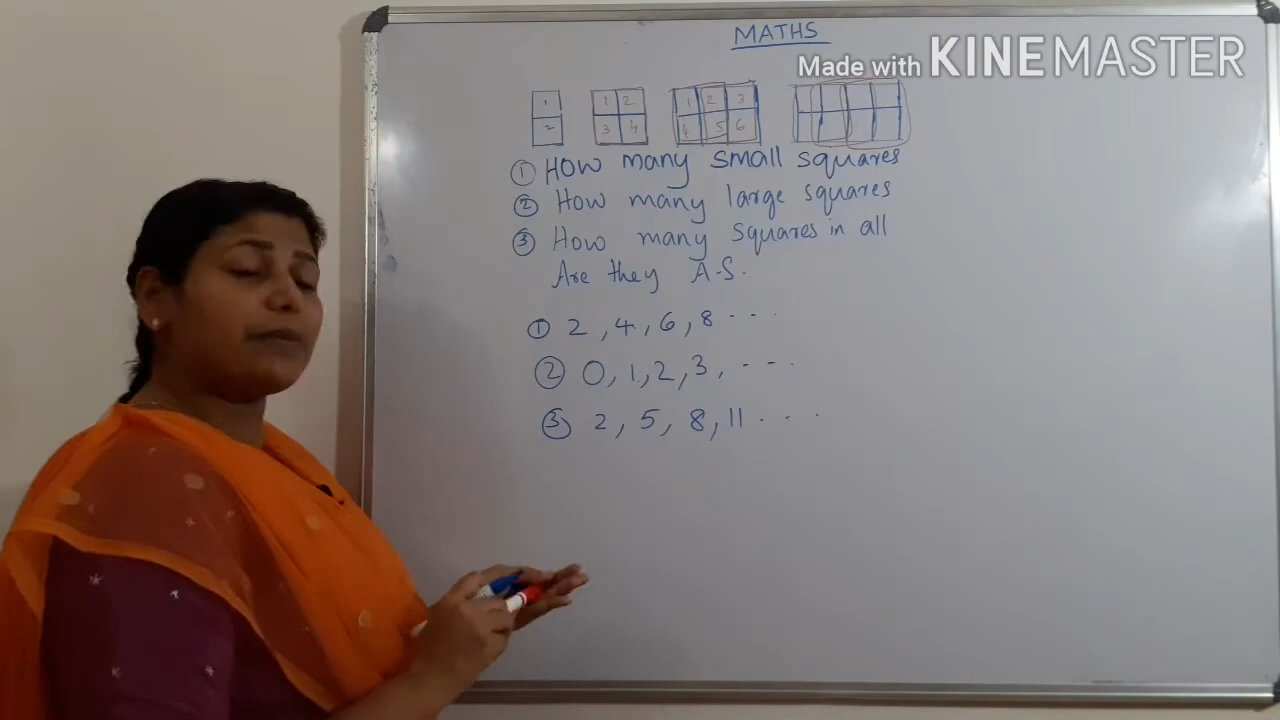 MATHS
Made with KINEMASTER
1 2
1 2 3 4
1 2 3 4 5 6
① How many small squares
② How many large squares
③ How many squares in all
Are they A.S.
① 2, 4, 6, 8 ...
② 0, 1, 2, 3, ...
③ 2, 5, 8, 11 ...